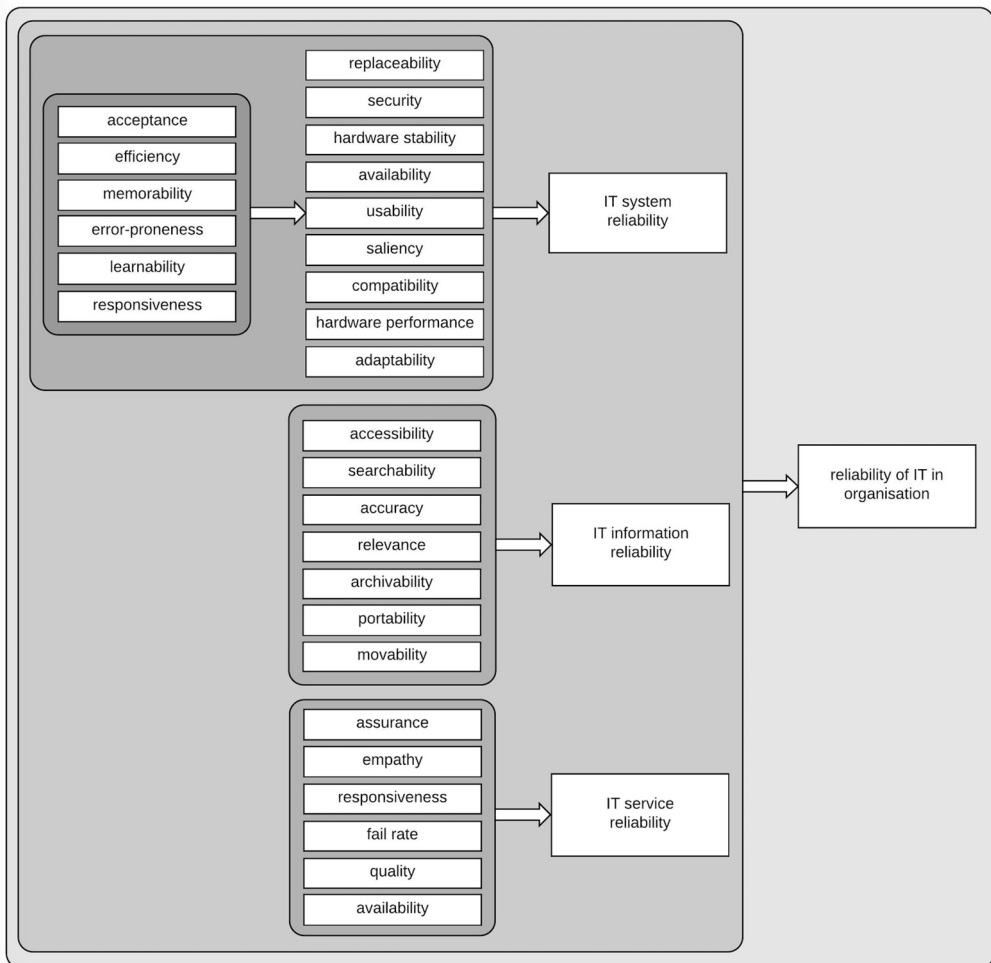 acceptance
efficiency
memorability
error-proneness
learnability
responsiveness
replaceability
security
hardware stability
availability
usability
saliency
compatibility
hardware performance
adaptability
IT system
reliability
accessibility
searchability
accuracy
relevance
archivability
portability
movability
IT information
reliability
assurance
empathy
responsiveness
fail rate
quality
availability
IT service
reliability
reliability of IT in
organisation